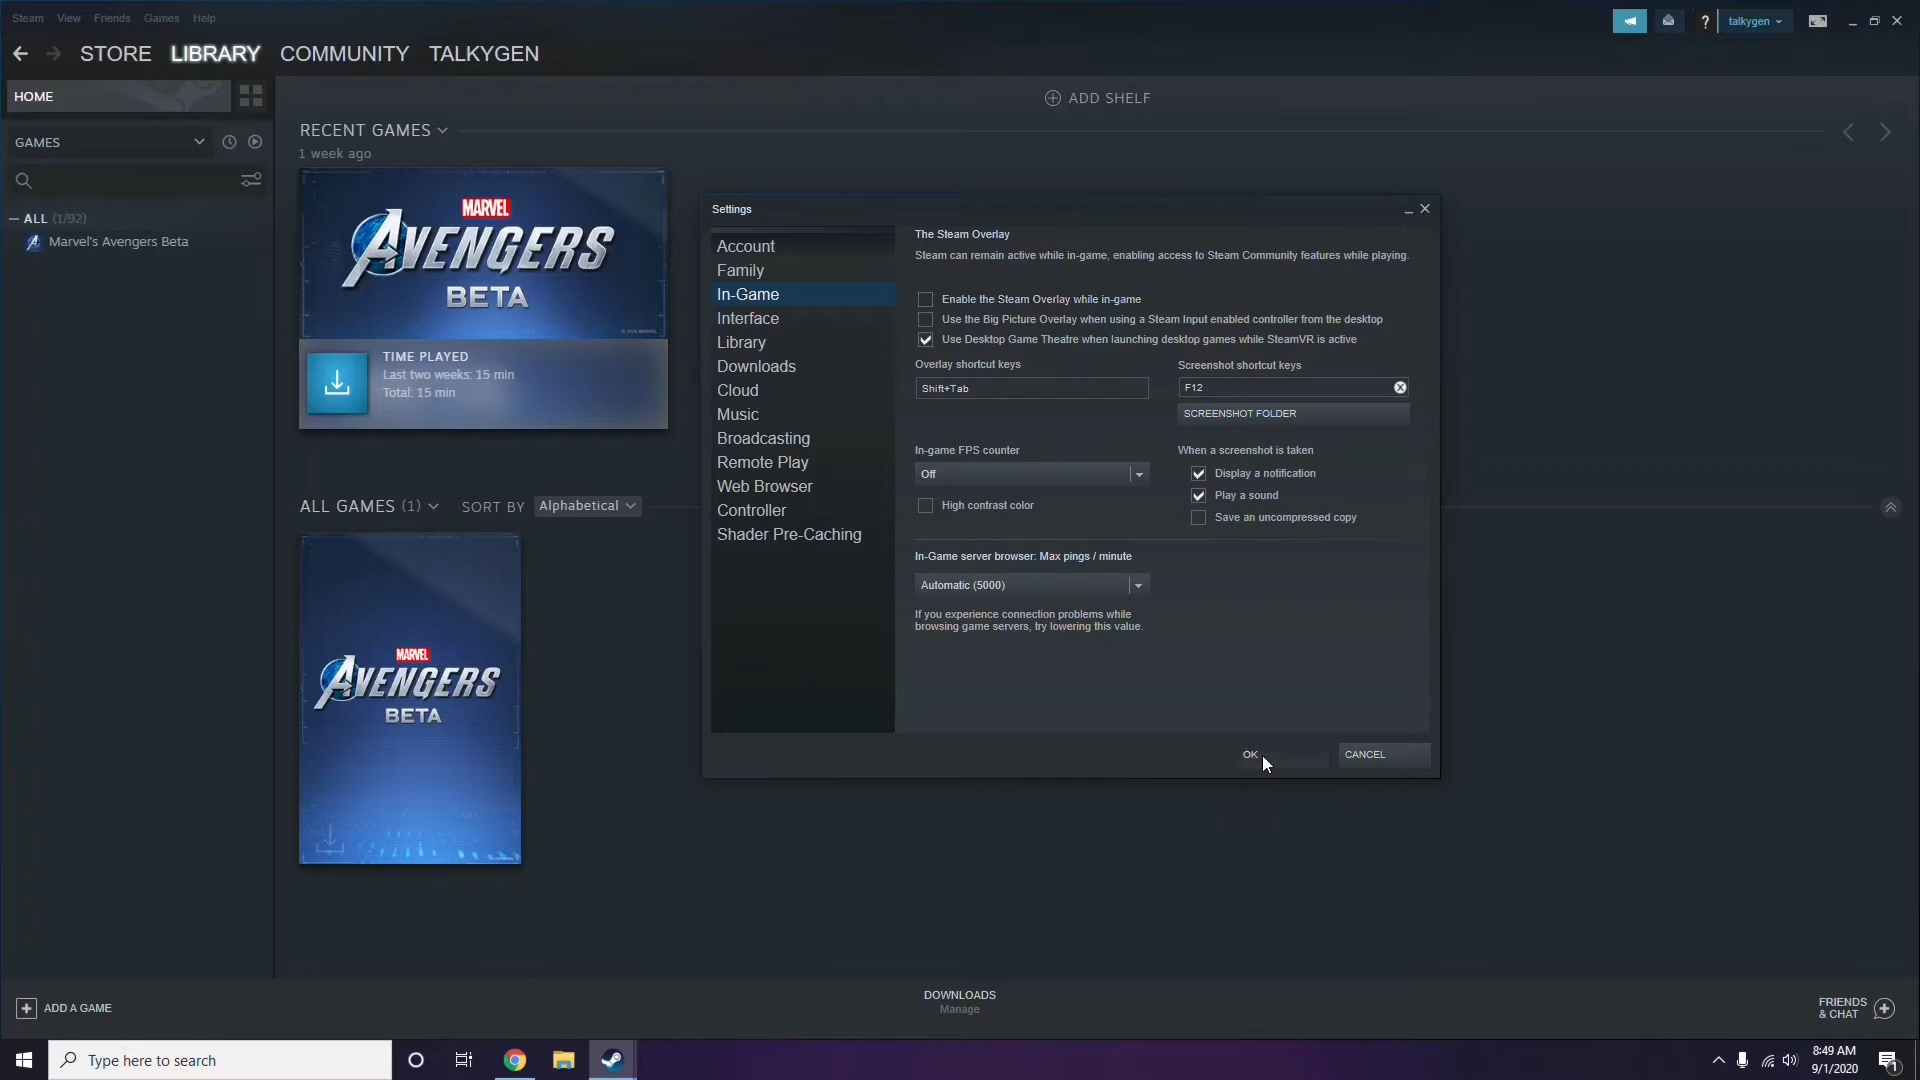 Steam View Friends Games Help
? talkygen
STORE LIBRARY COMMUNITY TALKYGEN
HOME
ADD SHELF
GAMES
RECENT GAMES
1 week ago
ALL (1/92)
Marvel's Avengers Beta
MARVEL
AVENGERS
BETA
TIME PLAYED
Last two weeks: 15 min
Total: 15 min
ALL GAMES (1) SORT BY Alphabetical
MARVEL
AVENGERS
BETA
Settings
Account
Family
In-Game
Interface
Library
Downloads
Cloud
Music
Broadcasting
Remote Play
Web Browser
Controller
Shader Pre-Caching
The Steam Overlay
Steam can remain active while in-game, enabling access to Steam Community features while playing.
Enable the Steam Overlay while in-game
Use the Big Picture Overlay when using a Steam Input enabled controller from the desktop
Use Desktop Game Theatre when launching desktop games while SteamVR is active
Overlay shortcut keys
Shift+Tab
Screenshot shortcut keys
F12
SCREENSHOT FOLDER
In-game FPS counter
Off
High contrast color
When a screenshot is taken
Display a notification
Play a sound
Save an uncompressed copy
In-Game server browser: Max pings / minute
Automatic (5000)
If you experience connection problems while
browsing game servers, try lowering this value.
OK
CANCEL
ADD A GAME
DOWNLOADS
Manage
FRIENDS
& CHAT
Type here to search
8:49 AM
9/1/2020
1